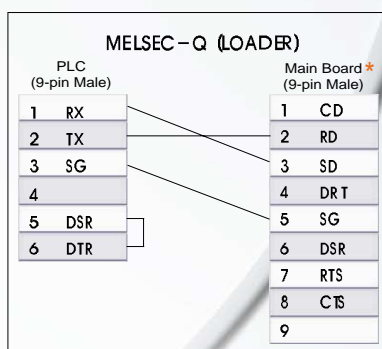 MELSEC-Q (LOADER)
PLC
(9-pin Male)
1 RX
2 TX
3 SG
4
5 DSR
6 DTR
Main Board *
(9-pin Male)
1 CD
2 RD
3 SD
4 DRT
5 SG
6 DSR
7 RTS
8 CTS
9